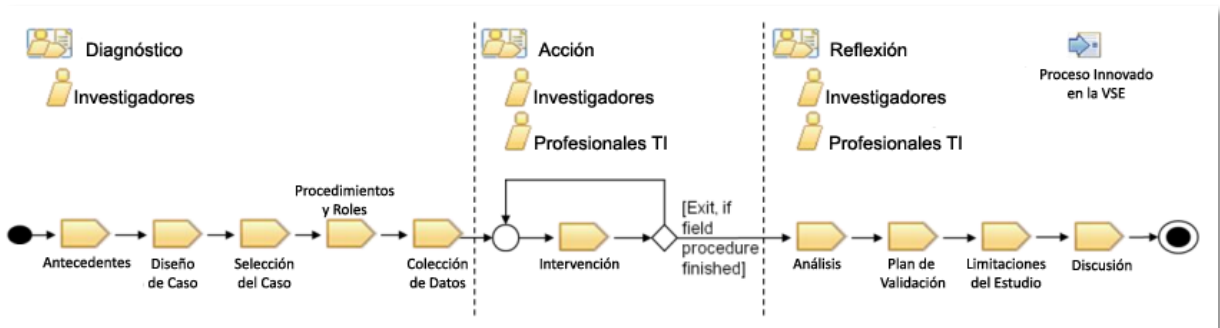 Diagnóstico
Investigadores
Acción
Investigadores
Profesionales TI
Reflexión
Investigadores
Profesionales TI
Proceso Innovado
en la VSE
Antecedentes
Diseño
de Caso
Selección
del Caso
Procedimientos
y Roles
Colección
de Datos
Intervención
[Exit, if
field
procedure
finished]
Análisis
Plan de
Validación
Limitaciones
del Estudio
Discusión